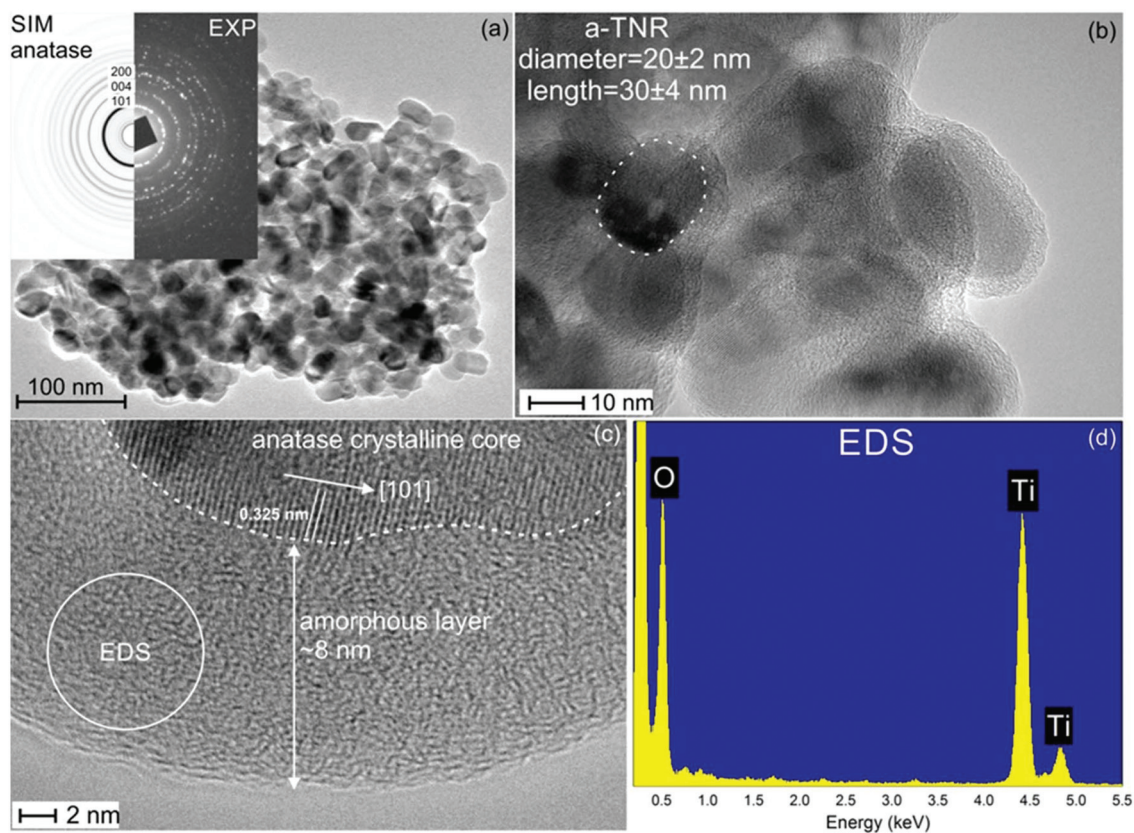 SIM
anatase
EXP
(a)
200
004
101
100 nm
a-TNR
diameter=20±2 nm
length=30±4 nm
(b)
10 nm
(c)
anatase crystalline core
[101]
0.325 nm
amorphous layer
~8 nm
EDS
2 nm
EDS
(d)
O
Ti
Ti
0.5 1.0 1.5 2.0 2.5 3.0 3.5 4.0 4.5 5.0 5.5
Energy (keV)